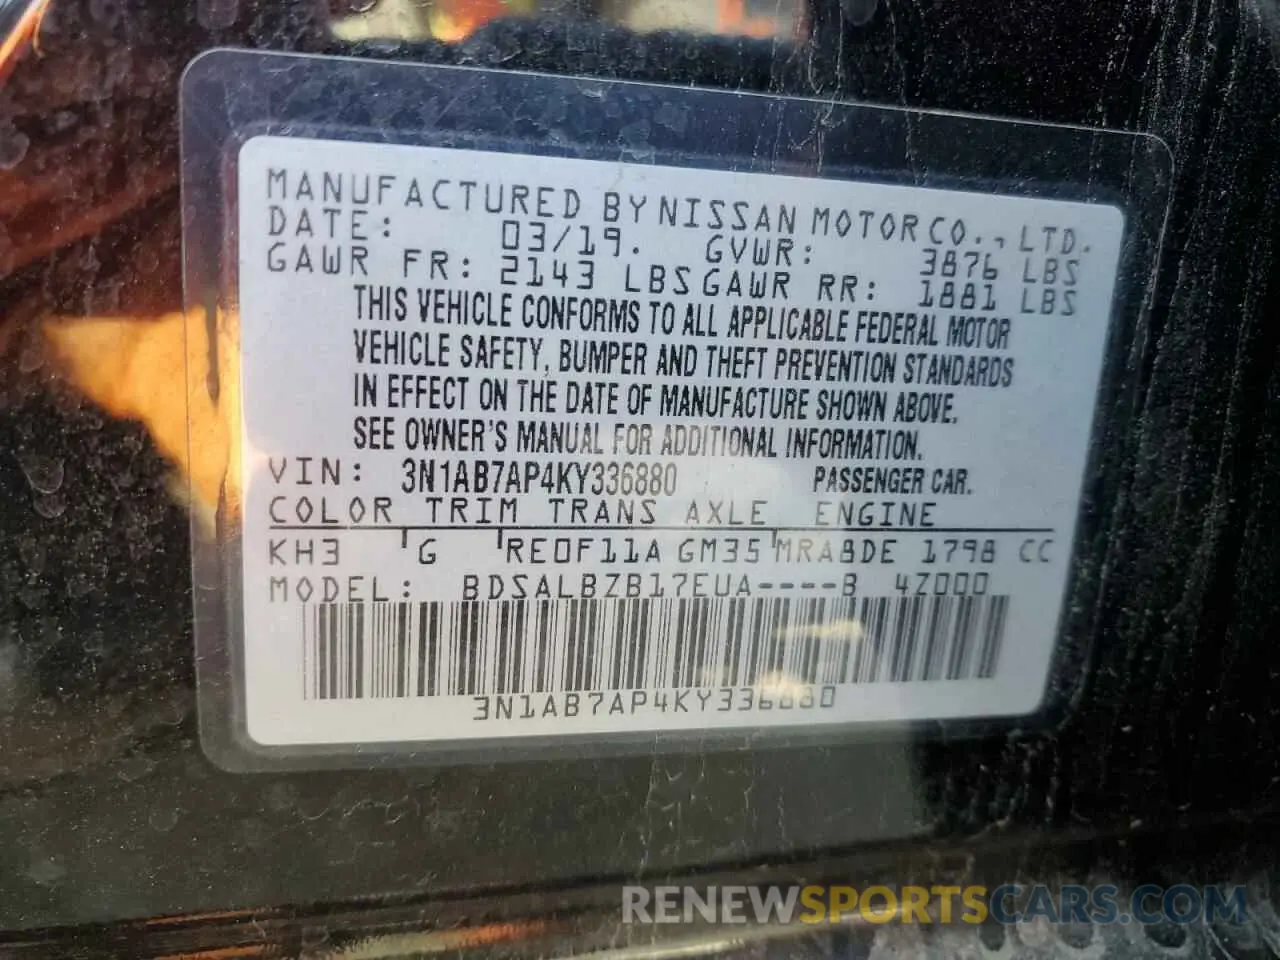 MANUFACTURED BY NISSAN MOTOR CO., LTD.
DATE: 03/19. GVWR: 3876 LBS
GAWR FR: 2143 LBS GAWR RR: 1881 LBS
THIS VEHICLE CONFORMS TO ALL APPLICABLE FEDERAL MOTOR
VEHICLE SAFETY, BUMPER AND THEFT PREVENTION STANDARDS
IN EFFECT ON THE DATE OF MANUFACTURE SHOWN ABOVE.
SEE OWNER'S MANUAL FOR ADDITIONAL INFORMATION.
VIN: 3N1AB7AP4KY336880 PASSENGER CAR.
COLOR TRIM TRANS AXLE ENGINE
KH3 G RE0F11A GM35 MRA8DE 1798 CC
MODEL: BDSALBZB17EUA----B 4Z000
3N1AB7AP4KY336880
RENEWSPORTSCARS.COM